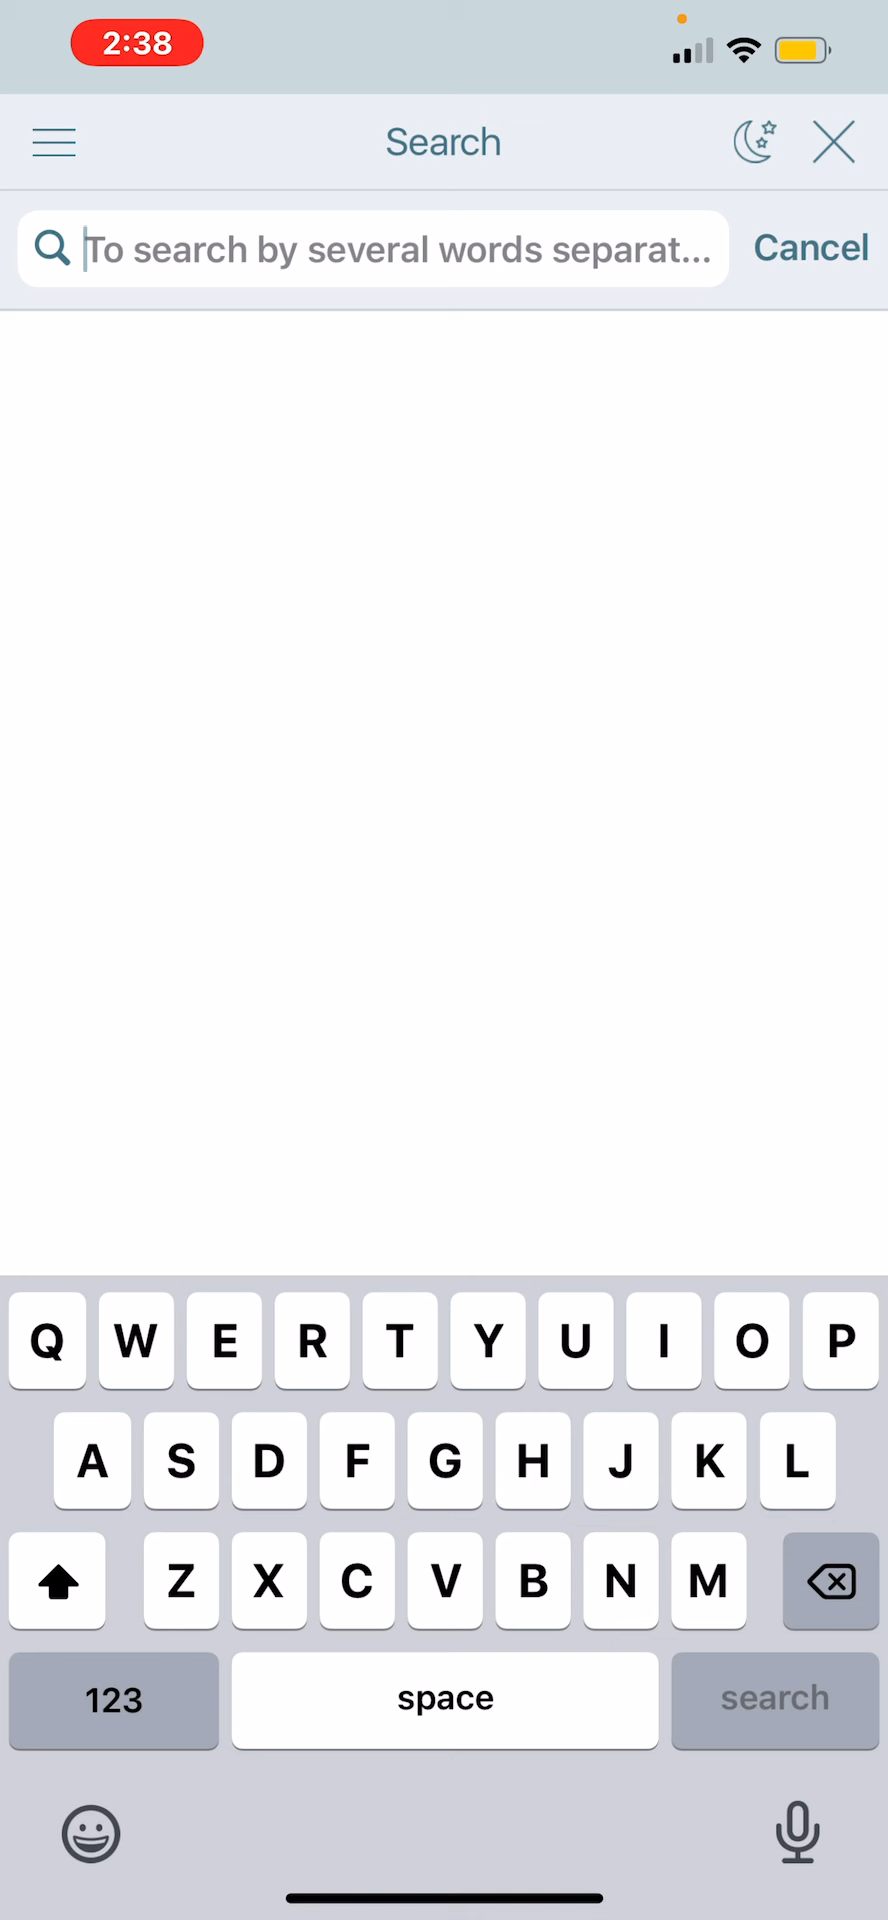 2:38
Search
To search by several words separat...
Cancel
Q W E R T Y U I O P
A S D F G H J K L
Z X C V B N M
123 space search